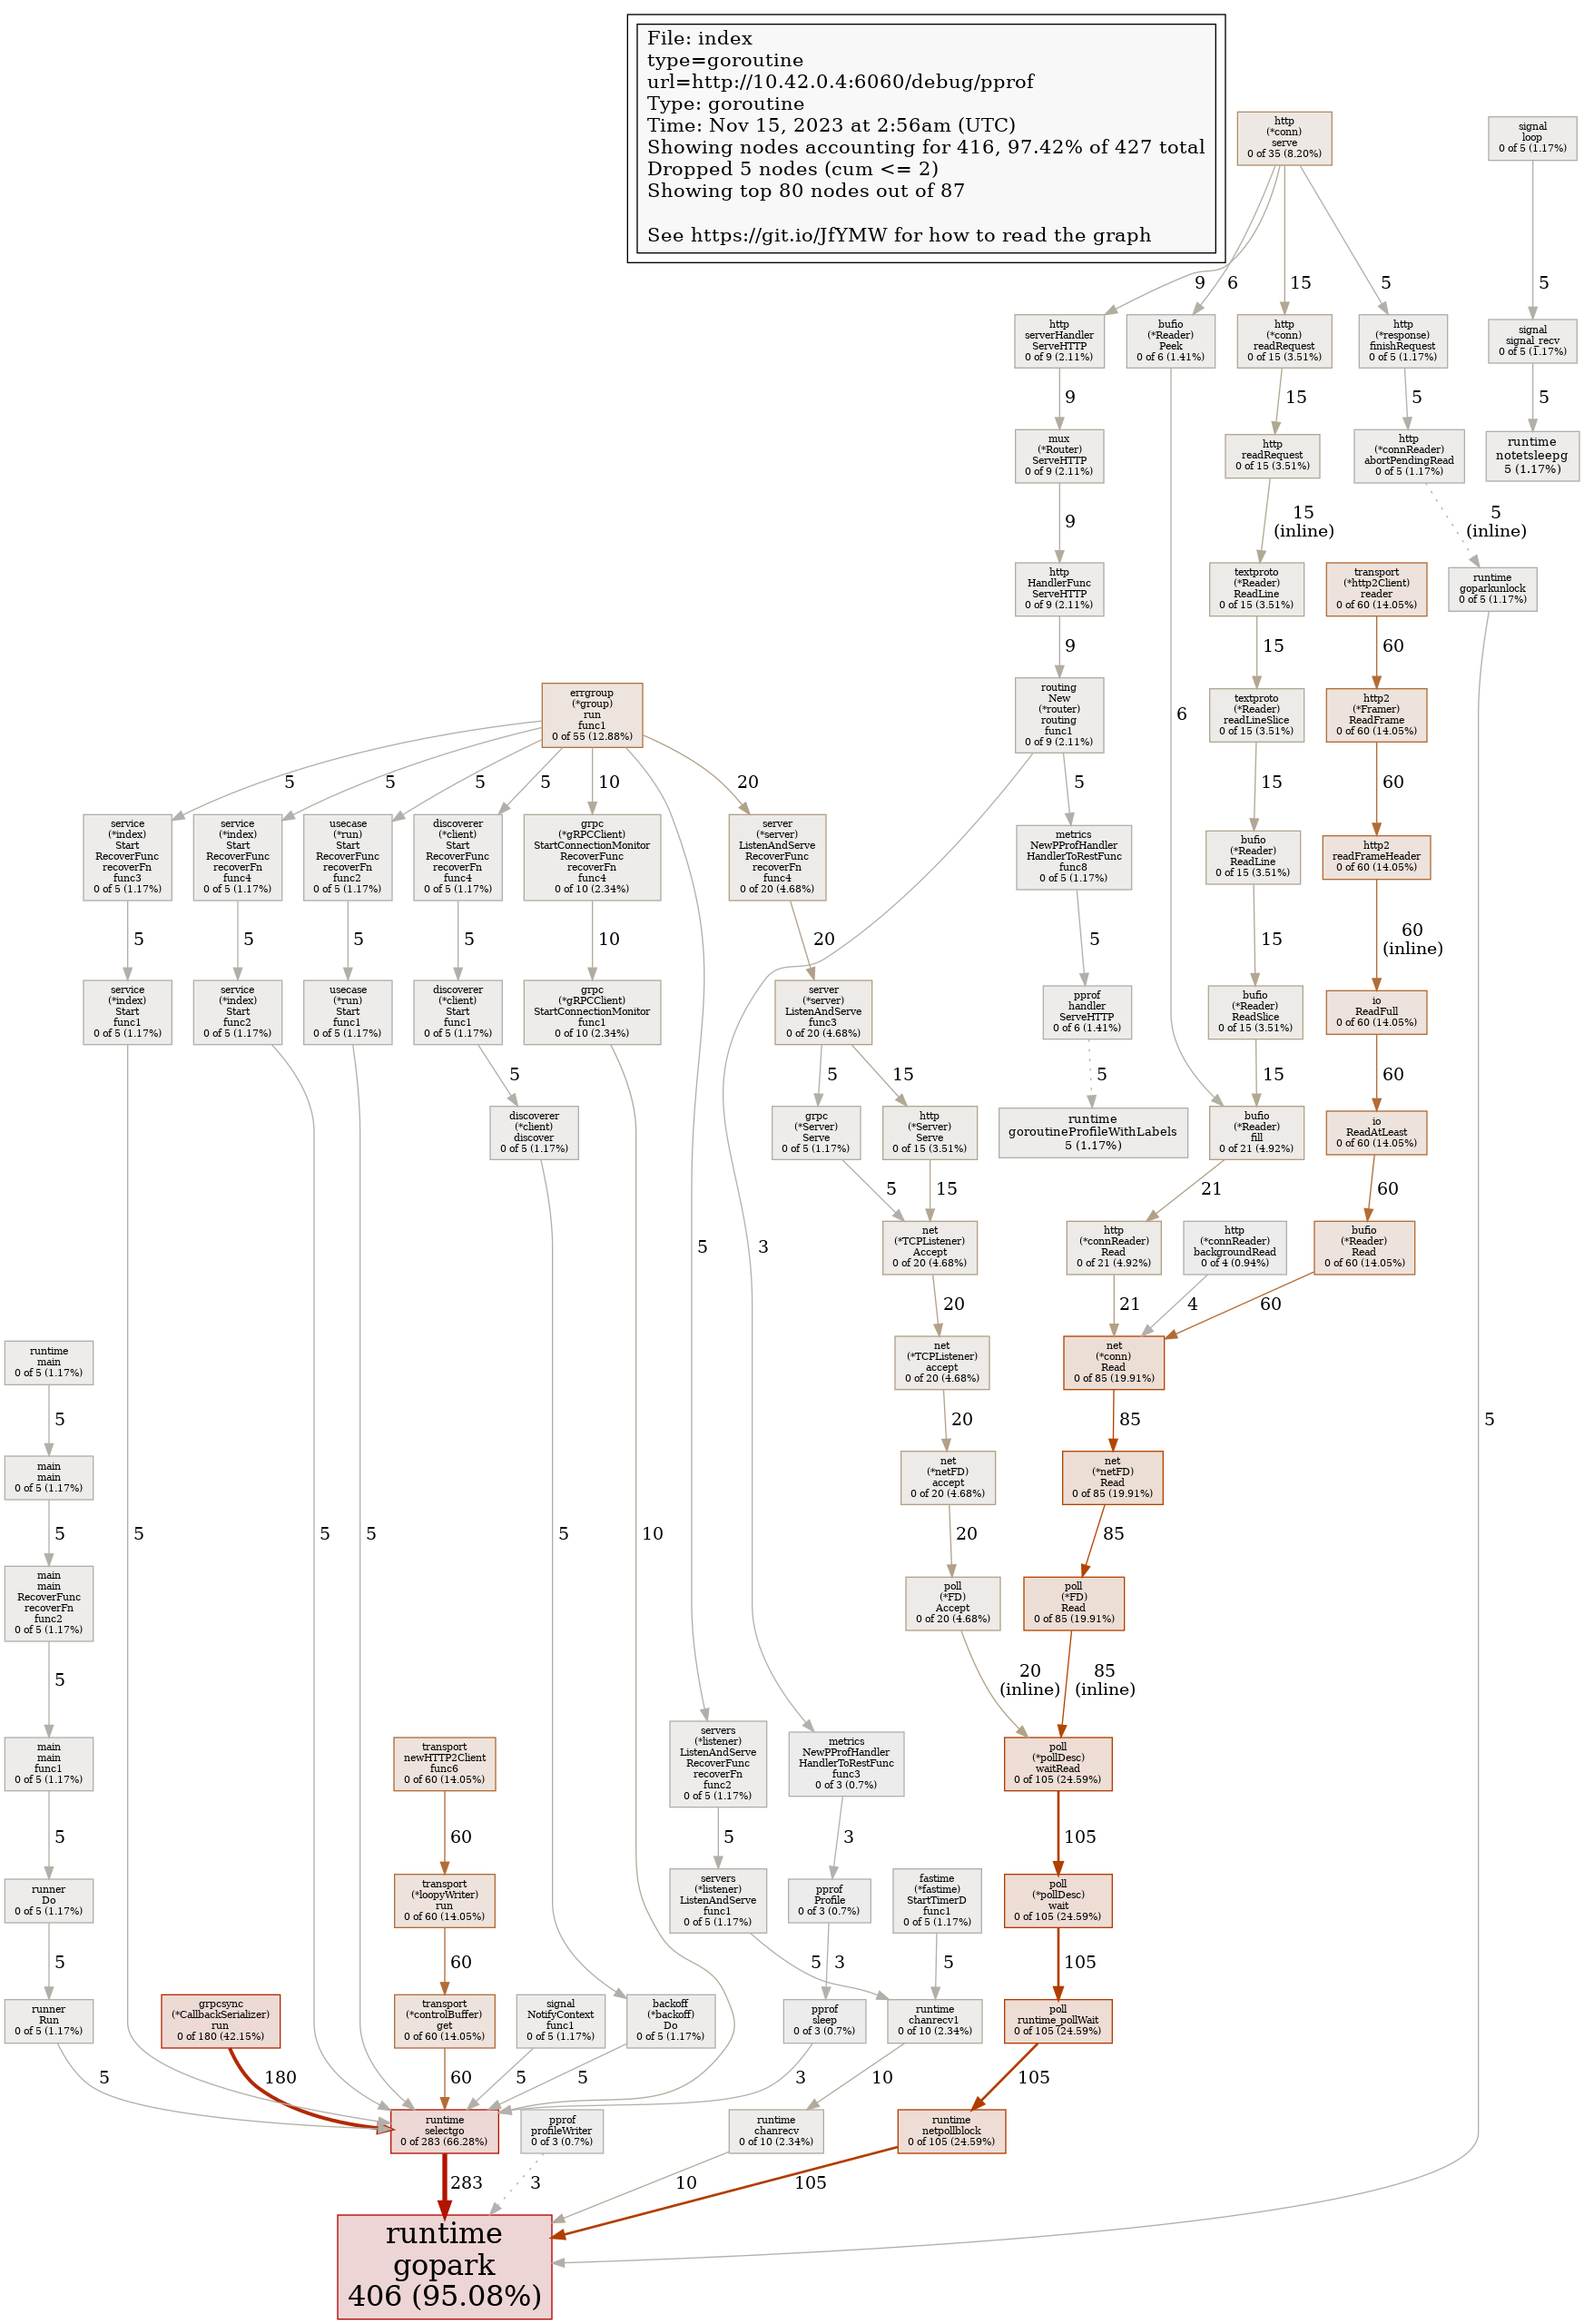 File: index
type=goroutine
url=http://10.42.0.4:6060/debug/pprof
Type: goroutine
Time: Nov 15, 2023 at 2:56am (UTC)
Showing nodes accounting for 416, 97.42% of 427 total
Dropped 5 nodes (cum <= 2)
Showing top 80 nodes out of 87
See https://git.io/JfYMW for how to read the graph
http
(*conn)
serve
0 of 35 (8.20%)
signal
loop
0 of 5 (1.17%)
9
6
15
5
5
http
serverHandler
ServeHTTP
0 of 9 (2.11%)
bufio
(*Reader)
Peek
0 of 6 (1.41%)
http
(*conn)
readRequest
0 of 15 (3.51%)
http
(*response)
finishRequest
0 of 5 (1.17%)
signal
signal_recv
0 of 5 (1.17%)
9
15
5
5
mux
(*Router)
ServeHTTP
0 of 9 (2.11%)
http
readRequest
0 of 15 (3.51%)
http
(*connReader)
abortPendingRead
0 of 5 (1.17%)
runtime
notetsleepg
5 (1.17%)
9
15
(inline)
5
(inline)
http
HandlerFunc
ServeHTTP
0 of 9 (2.11%)
textproto
(*Reader)
ReadLine
0 of 15 (3.51%)
transport
(*http2Client)
reader
0 of 60 (14.05%)
runtime
goparkunlock
0 of 5 (1.17%)
9
15
60
errgroup
(*group)
run
func1
0 of 55 (12.88%)
routing
New
(*router)
routing
func1
0 of 9 (2.11%)
6
textproto
(*Reader)
readLineSlice
0 of 15 (3.51%)
http2
(*Framer)
ReadFrame
0 of 60 (14.05%)
5
5
5
5
10
20
5
15
60
service
(*index)
Start
RecoverFunc
recoverFn
func3
0 of 5 (1.17%)
service
(*index)
Start
RecoverFunc
recoverFn
func4
0 of 5 (1.17%)
usecase
(*run)
Start
RecoverFunc
recoverFn
func2
0 of 5 (1.17%)
discoverer
(*client)
Start
RecoverFunc
recoverFn
func4
0 of 5 (1.17%)
grpc
(*gRPCClient)
StartConnectionMonitor
RecoverFunc
recoverFn
func4
0 of 10 (2.34%)
server
(*server)
ListenAndServe
RecoverFunc
recoverFn
func4
0 of 20 (4.68%)
metrics
NewPProfHandler
HandlerToRestFunc
func8
0 of 5 (1.17%)
bufio
(*Reader)
ReadLine
0 of 15 (3.51%)
http2
readFrameHeader
0 of 60 (14.05%)
5
5
5
5
10
20
5
15
60
(inline)
service
(*index)
Start
func1
0 of 5 (1.17%)
service
(*index)
Start
func2
0 of 5 (1.17%)
usecase
(*run)
Start
func1
0 of 5 (1.17%)
discoverer
(*client)
Start
func1
0 of 5 (1.17%)
grpc
(*gRPCClient)
StartConnectionMonitor
func1
0 of 10 (2.34%)
server
(*server)
ListenAndServe
func3
0 of 20 (4.68%)
pprof
handler
ServeHTTP
0 of 6 (1.41%)
bufio
(*Reader)
ReadSlice
0 of 15 (3.51%)
io
ReadFull
0 of 60 (14.05%)
5
5
15
5
15
60
discoverer
(*client)
discover
0 of 5 (1.17%)
grpc
(*Server)
Serve
0 of 5 (1.17%)
http
(*Server)
Serve
0 of 15 (3.51%)
runtime
goroutineProfileWithLabels
5 (1.17%)
bufio
(*Reader)
fill
0 of 21 (4.92%)
io
ReadAtLeast
0 of 60 (14.05%)
5
15
21
60
5
3
net
(*TCPListener)
Accept
0 of 20 (4.68%)
http
(*connReader)
Read
0 of 21 (4.92%)
http
(*connReader)
backgroundRead
0 of 4 (0.94%)
bufio
(*Reader)
Read
0 of 60 (14.05%)
20
21
4
60
runtime
main
0 of 5 (1.17%)
net
(*TCPListener)
accept
0 of 20 (4.68%)
net
(*conn)
Read
0 of 85 (19.91%)
5
20
85
5
main
main
0 of 5 (1.17%)
net
(*netFD)
accept
0 of 20 (4.68%)
net
(*netFD)
Read
0 of 85 (19.91%)
5
5
5
5
5
10
20
85
main
main
RecoverFunc
recoverFn
func2
0 of 5 (1.17%)
poll
(*FD)
Accept
0 of 20 (4.68%)
poll
(*FD)
Read
0 of 85 (19.91%)
5
20
(inline)
85
(inline)
main
main
func1
0 of 5 (1.17%)
transport
newHTTP2Client
func6
0 of 60 (14.05%)
servers
(*listener)
ListenAndServe
RecoverFunc
recoverFn
func2
0 of 5 (1.17%)
metrics
NewPProfHandler
HandlerToRestFunc
func3
0 of 3 (0.7%)
poll
(*pollDesc)
waitRead
0 of 105 (24.59%)
5
60
5
3
105
runner
Do
0 of 5 (1.17%)
transport
(*loopyWriter)
run
0 of 60 (14.05%)
servers
(*listener)
ListenAndServe
func1
0 of 5 (1.17%)
pprof
Profile
0 of 3 (0.7%)
fastime
(*fastime)
StartTimerD
func1
0 of 5 (1.17%)
poll
(*pollDesc)
wait
0 of 105 (24.59%)
5
60
5
3
5
105
runner
Run
0 of 5 (1.17%)
grpcsync
(*CallbackSerializer)
run
0 of 180 (42.15%)
transport
(*controlBuffer)
get
0 of 60 (14.05%)
signal
NotifyContext
func1
0 of 5 (1.17%)
backoff
(*backoff)
Do
0 of 5 (1.17%)
pprof
sleep
0 of 3 (0.7%)
runtime
chanrecv1
0 of 10 (2.34%)
poll
runtime_pollWait
0 of 105 (24.59%)
5
180
60
5
5
3
10
105
runtime
selectgo
0 of 283 (66.28%)
pprof
profileWriter
0 of 3 (0.7%)
runtime
chanrecv
0 of 10 (2.34%)
runtime
netpollblock
0 of 105 (24.59%)
283
3
10
105
runtime
gopark
406 (95.08%)